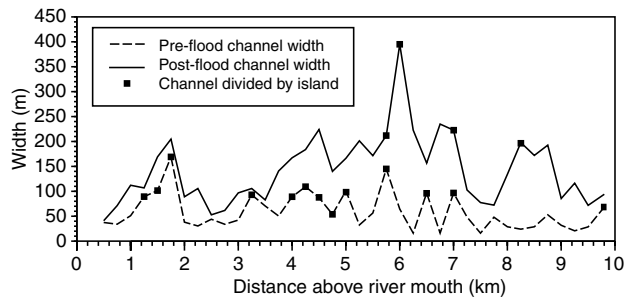 450
400
350
300
250
200
150
100
50
0
Width (m)
Pre-flood channel width
Post-flood channel width
Channel divided by island
0 1 2 3 4 5 6 7 8 9 10
Distance above river mouth (km)